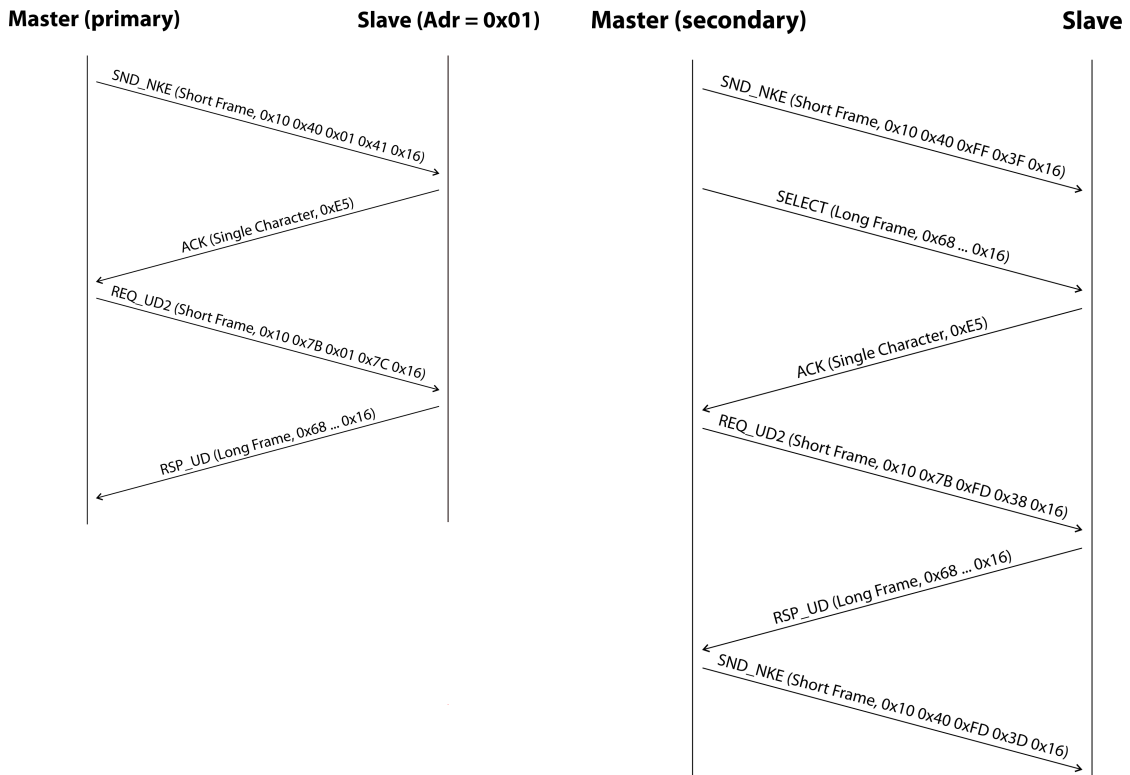 Master (primary)
Slave (Adr = 0x01)
SND_NKE (Short Frame, 0x10 0x40 0x01 0x41 0x16)
ACK (Single Character, 0xE5)
REQ_UD2 (Short Frame, 0x10 0x7B 0x01 0x7C 0x16)
RSP_UD (Long Frame, 0x68 ... 0x16)
Master (secondary)
Slave
SND_NKE (Short Frame, 0x10 0x40 0xFF 0x3F 0x16)
SELECT (Long Frame, 0x68 ... 0x16)
ACK (Single Character, 0xE5)
REQ_UD2 (Short Frame, 0x10 0x7B 0xFD 0x38 0x16)
RSP_UD (Long Frame, 0x68 ... 0x16)
SND_NKE (Short Frame, 0x10 0x40 0xFD 0x3D 0x16)